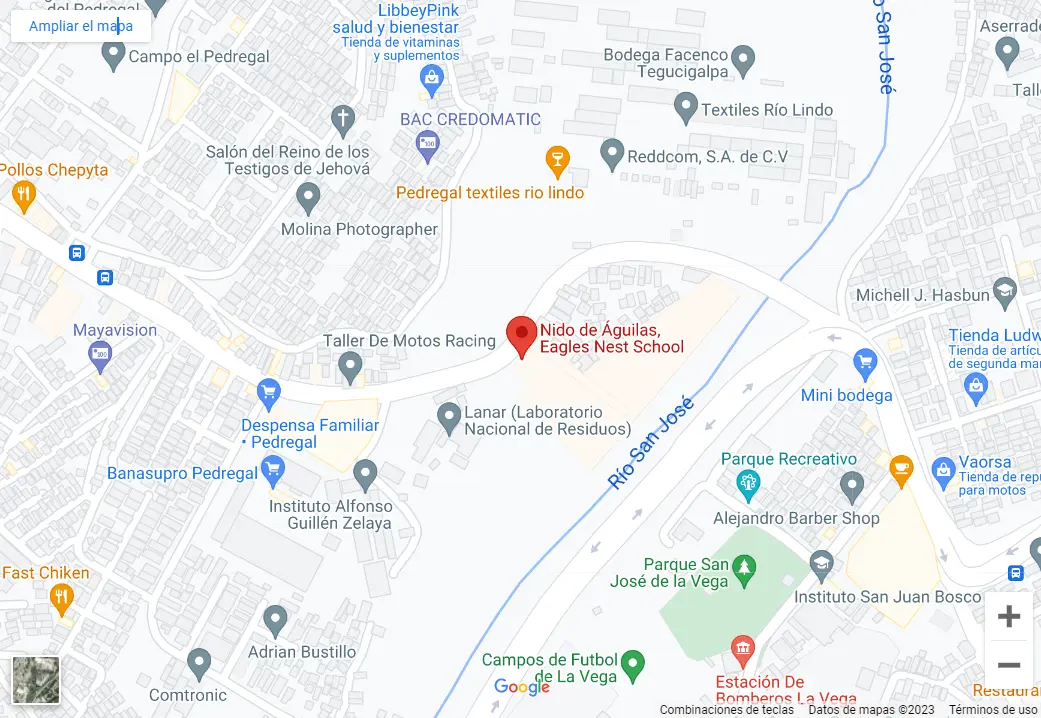 del Pedregal
Ampliar el mapa
Campo el Pedregal
LibbeyPink
salud y bienestar
Tienda de vitaminas
y suplementos
Río San José
Aserrade
Bodega Facenco
Tegucigalpa
Textiles Río Lindo
BAC CREDOMATIC
Salón del Reino de los
Testigos de Jehová
Reddcom, S.A. de C.V
Pollos Chepyta
Pedregal textiles rio lindo
Molina Photographer
Michell J. Hasbun
Mayavision
Taller De Motos Racing
Nido de Águilas,
Eagles Nest School
Tienda Ludw
Tienda de artícu
de segunda man
Mini bodega
Despensa Familiar
• Pedregal
Lanar (Laboratorio
Nacional de Residuos)
Río San José
Banasupro Pedregal
Parque Recreativo
Vaorsa
Tienda de repu
para motos
Instituto Alfonso
Guillén Zelaya
Alejandro Barber Shop
Fast Chiken
Parque San
José de la Vega
Instituto San Juan Bosco
Adrian Bustillo
Comtronic
Campos de Futbol
de La Vega
Google
Estación De
Bomberos La Vega
Restaurar
Combinaciones de teclas
Datos de mapas ©2023
Términos de uso